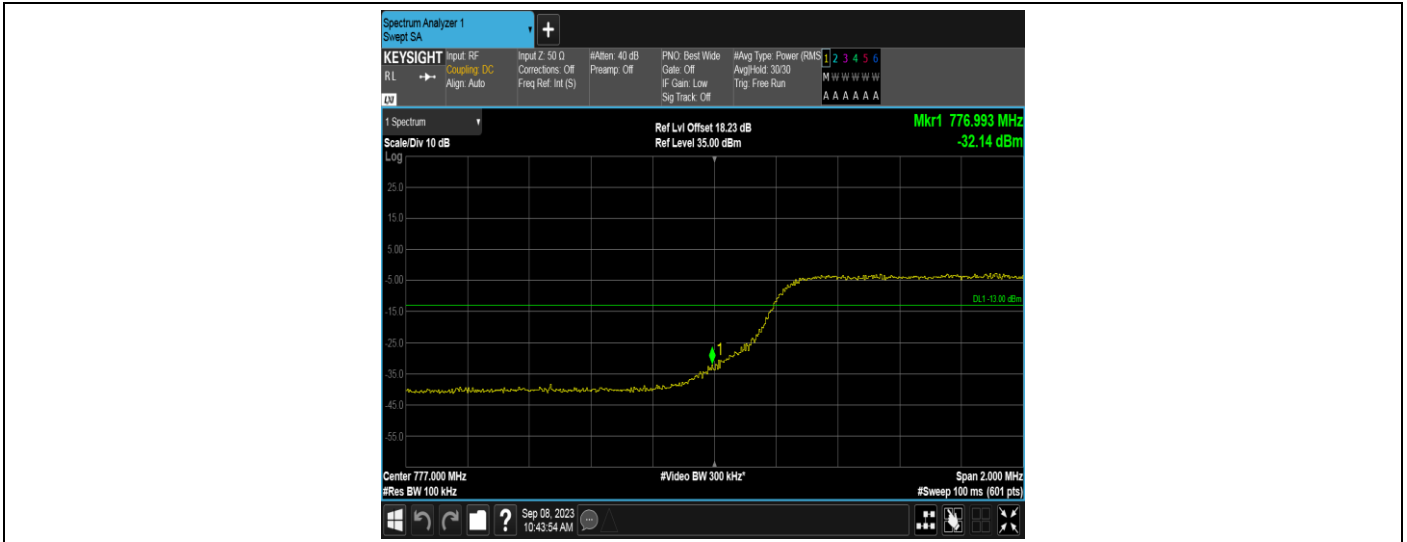 Spectrum Analyzer 1
Swept SA
+
KEYSIGHT Input: RF Input Z: 50 Ω #Atten: 40 dB PNO: Best Wide #Avg Type: Power (RMS 1 2 3 4 5 6
RL Coupling: DC Corrections: Off Preamp: Off Gate: Off Avg|Hold: 30/30 M W W W W W
Align: Auto Freq Ref: Int (S) IF Gain: Low Trig: Free Run
LXI Sig Track: Off A A A A A A
1 Spectrum Ref Lvl Offset 18.23 dB Mkr1 776.993 MHz
Scale/Div 10 dB Ref Level 35.00 dBm -32.14 dBm
Log
25.0
15.0
5.00
-5.00
DL1 -13.00 dBm
-15.0
-25.0
1
-35.0
-45.0
-55.0
Center 777.000 MHz #Video BW 300 kHz* Span 2.000 MHz
#Res BW 100 kHz #Sweep 100 ms (601 pts)
? Sep 08, 2023
10:43:54 AM